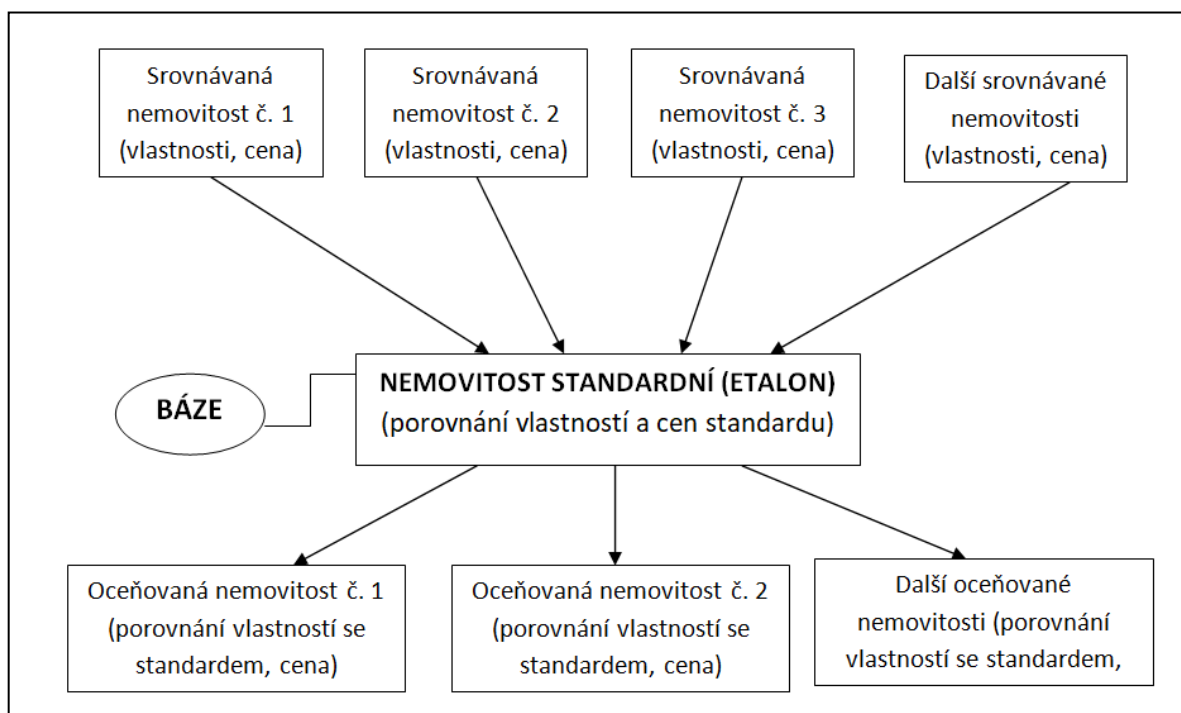 Srovnávaná
nemovitost č. 1
(vlastnosti, cena)
Srovnávaná
nemovitost č. 2
(vlastnosti, cena)
Srovnávaná
nemovitost č. 3
(vlastnosti, cena)
Další srovnávané
nemovitosti
(vlastnosti, cena)
BÁZE
NEMOVITOST STANDARDNÍ (ETALON)
(porovnání vlastností a cen standardu)
Oceňovaná nemovitost č. 1
(porovnání vlastností se
standardem, cena)
Oceňovaná nemovitost č. 2
(porovnání vlastností se
standardem, cena)
Další oceňované
nemovitosti (porovnání
vlastností se standardem,